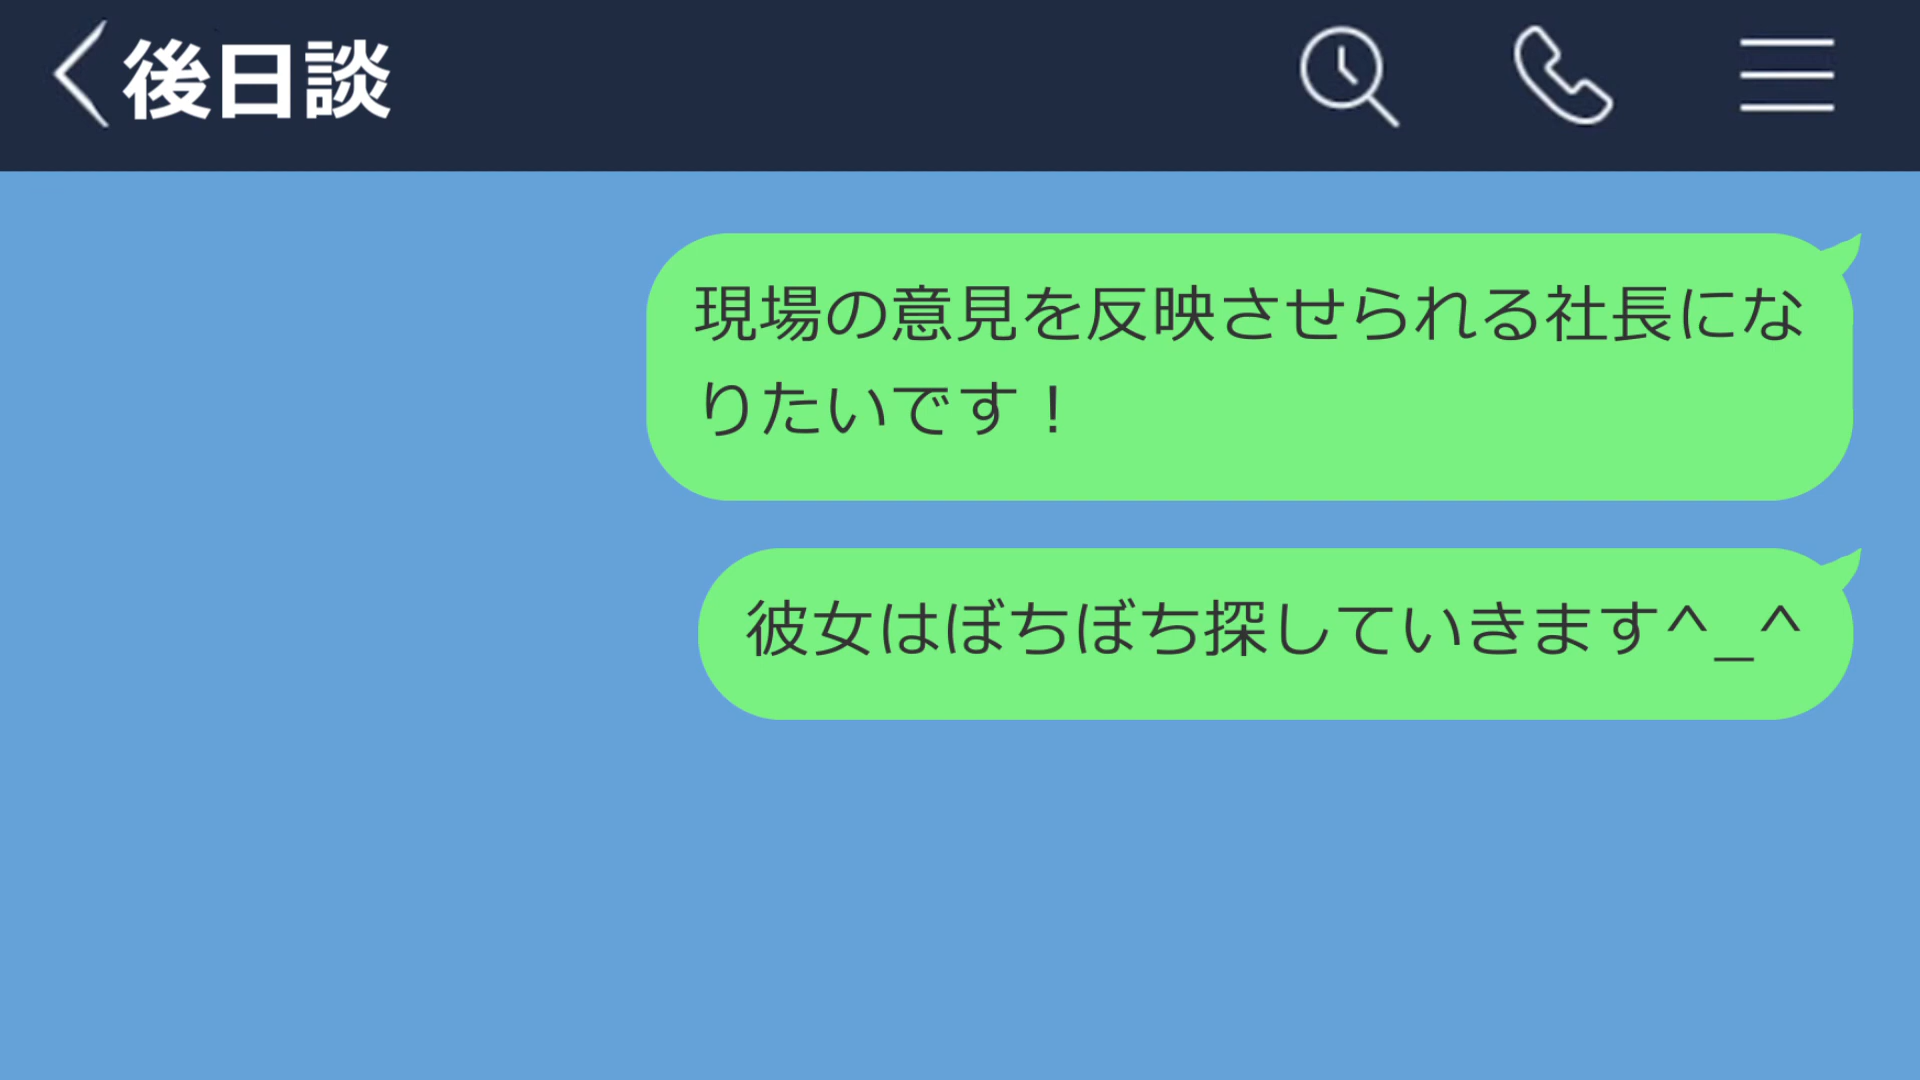 後日談
現場の意見を反映させられる社長にな
りたいです！
彼女はぼちぼち探していきます^_^